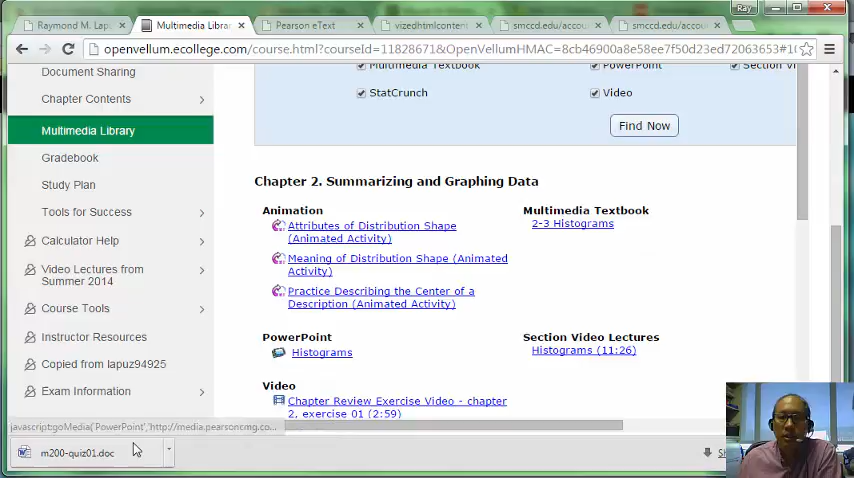 Ray
Raymond M. Lapu
Multimedia Librar
Pearson eText
vizedhtmlconten
smccd.edu/accou
smccd.edu/accou
openvellum.ecollege.com/course.html?courseId=11828671&OpenVellumHMAC=8cb46900a8e58ee7f50d23ed72063653#10
Document Sharing
Chapter Contents
Multimedia Library
Gradebook
Study Plan
Tools for Success
Calculator Help
Video Lectures from
Summer 2014
Course Tools
Instructor Resources
Copied from lapuz94925
Exam Information
Multimedia Textbook
PowerPoint
Section Vi
StatCrunch
Video
Find Now
Chapter 2. Summarizing and Graphing Data
Animation
Attributes of Distribution Shape
(Animated Activity)
Meaning of Distribution Shape (Animated
Activity)
Practice Describing the Center of a
Description (Animated Activity)
Multimedia Textbook
2-3 Histograms
PowerPoint
Histograms
Section Video Lectures
Histograms (11:26)
Video
Chapter Review Exercise Video - chapter
2, exercise 01 (2:59)
javascript:goMedia('PowerPoint','http://media.pearsoncmg.co...
m200-quiz01.doc